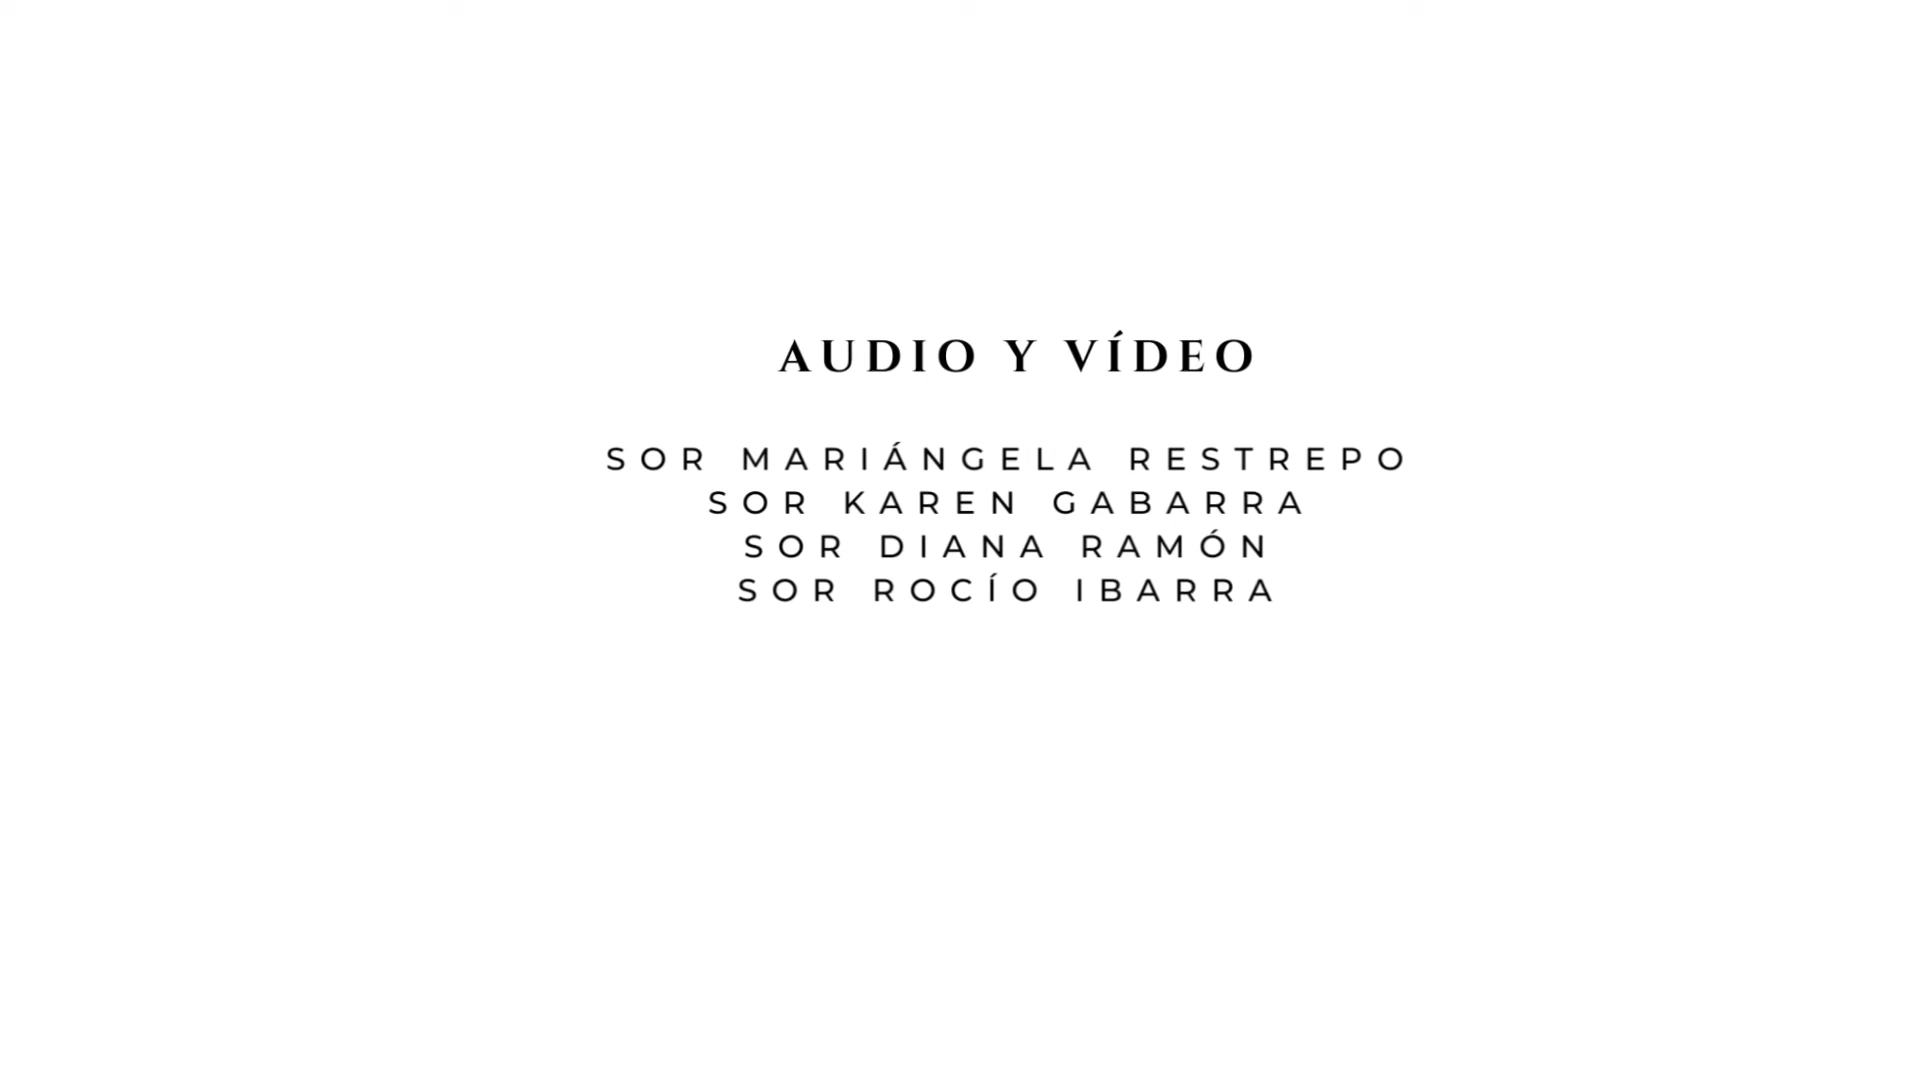 AUDIO Y VÍDEO
SOR MARIÁNGELA RESTREPO
SOR KAREN GABARRA
SOR DIANA RAMÓN
SOR ROCÍO IBARRA